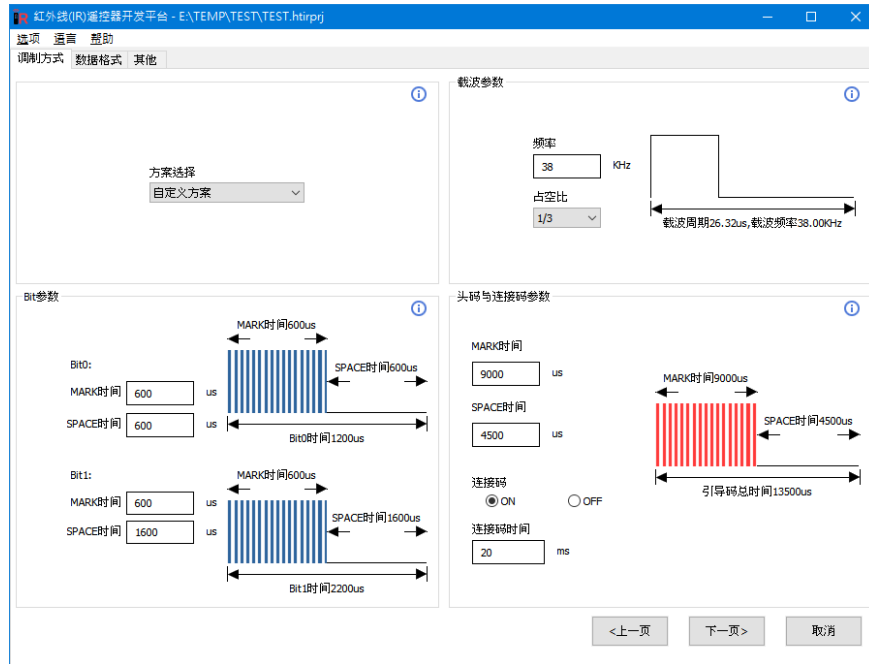 IR 红外线(IR)遥控器开发平台 - E:\TEMP\TEST\TEST.htirprj
选项 语言 帮助
调制方式 数据格式 其他
方案选择
自定义方案
载波参数
频率
38 KHz
占空比
1/3
载波周期26.32us,载波频率38.00KHz
Bit参数
MARK时间600us
SPACE时间600us
Bit0:
MARK时间 600 us
SPACE时间 600 us
Bit0时间1200us
Bit1:
MARK时间600us
MARK时间 600 us
SPACE时间1600us
SPACE时间 1600 us
Bit1时间2200us
头码与连接码参数
MARK时间
9000 us
MARK时间9000us
SPACE时间
4500 us
SPACE时间4500us
引导码总时间13500us
连接码
ON OFF
连接码时间
20 ms
<上一页 下一页> 取消